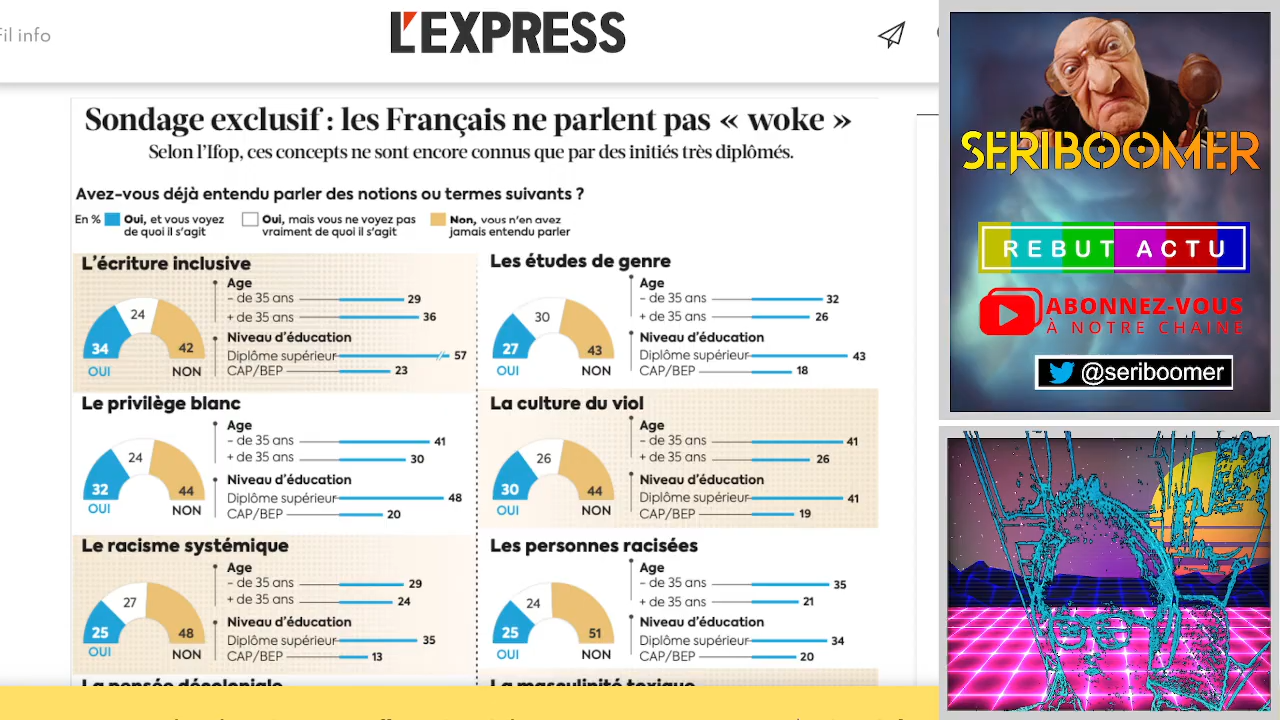 Fil info
L'EXPRESS
Sondage exclusif : les Français ne parlent pas « woke »
Selon l'Ifop, ces concepts ne sont encore connus que par des initiés très diplômés.
Avez-vous déjà entendu parler des notions ou termes suivants ?
En % Oui, et vous voyez de quoi il s'agit
Oui, mais vous ne voyez pas vraiment de quoi il s'agit
Non, vous n'en avez jamais entendu parler
L'écriture inclusive
34 24 42
OUI NON
Age
- de 35 ans 29
+ de 35 ans 36
Niveau d'éducation
Diplôme supérieur 57
CAP/BEP 23
Les études de genre
27 30 43
OUI NON
Age
- de 35 ans 32
+ de 35 ans 26
Niveau d'éducation
Diplôme supérieur 43
CAP/BEP 18
Le privilège blanc
32 24 44
OUI NON
Age
- de 35 ans 41
+ de 35 ans 30
Niveau d'éducation
Diplôme supérieur 48
CAP/BEP 20
La culture du viol
30 26 44
OUI NON
Age
- de 35 ans 41
+ de 35 ans 26
Niveau d'éducation
Diplôme supérieur 41
CAP/BEP 19
Le racisme systémique
25 27 48
OUI NON
Age
- de 35 ans 29
+ de 35 ans 24
Niveau d'éducation
Diplôme supérieur 35
CAP/BEP 13
Les personnes racisées
25 24 51
OUI NON
Age
- de 35 ans 35
+ de 35 ans 21
Niveau d'éducation
Diplôme supérieur 34
CAP/BEP 20
La pensée décoloniale
La masculinité toxique
SERIBOOMER
REBUT ACTU
ABONNEZ-VOUS
À NOTRE CHAINE
@seriboomer